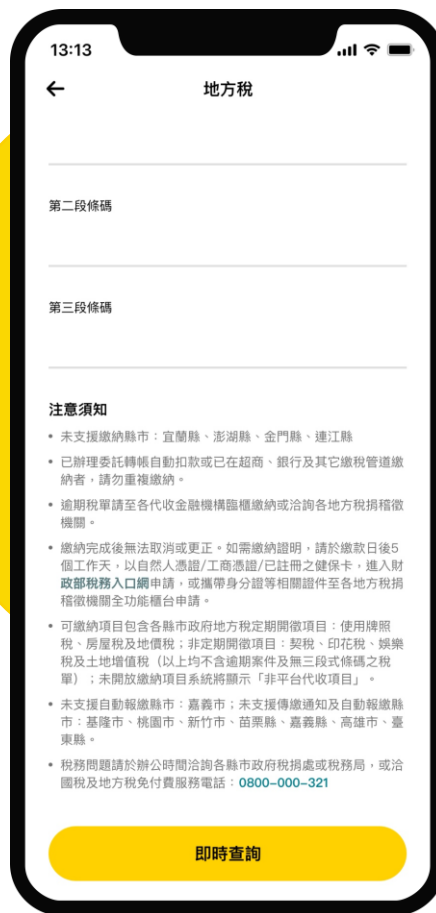 13:13
地方稅
第二段條碼
第三段條碼
注意須知
• 未支援繳納縣市：宜蘭縣、澎湖縣、金門縣、連江縣
• 已辦理委託轉帳自動扣款或已在超商、銀行及其它繳稅管道繳
納者，請勿重複繳納。
• 逾期稅單請至各代收金融機構臨櫃繳納或洽詢各地方稅捐稽徵
機關。
• 繳納完成後無法取消或更正。如需繳納證明，請於繳款日後5
個工作天，以自然人憑證/工商憑證/已註冊之健保卡，進入財
政部稅務入口網申請，或攜帶身分證等相關證件至各地方稅捐
稽徵機關全功能櫃台申請。
• 可繳納項目包含各縣市政府地方稅定期開徵項目：使用牌照
稅、房屋稅及地價稅；非定期開徵項目：契稅、印花稅、娛樂
稅及土地增值稅（以上均不含逾期案件及無三段式條碼之稅
單）；未開放繳納項目系統將顯示「非平台代收項目」。
• 未支援自動報繳縣市：嘉義市；未支援傳繳通知及自動報繳縣
市：基隆市、桃園市、新竹市、苗栗縣、嘉義縣、高雄市、臺
東縣。
• 稅務問題請於辦公時間洽詢各縣市政府稅捐處或稅務局，或洽
國稅及地方稅免付費服務電話：0800-000-321
即時查詢